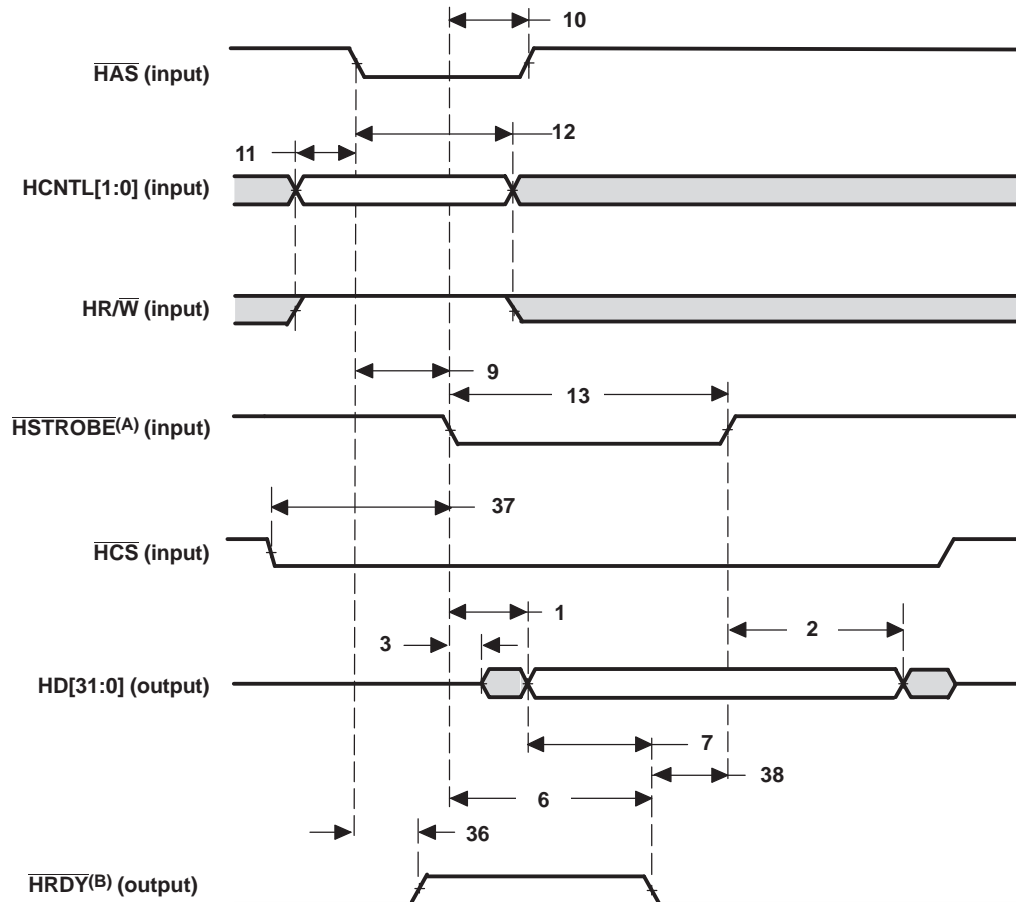 10
HAS (input)
11
12
HCNTL[1:0] (input)
HR/W (input)
9
13
HSTROBE(A) (input)
37
HCS (input)
1
2
3
HD[31:0] (output)
7
38
6
36
HRDY(B) (output)